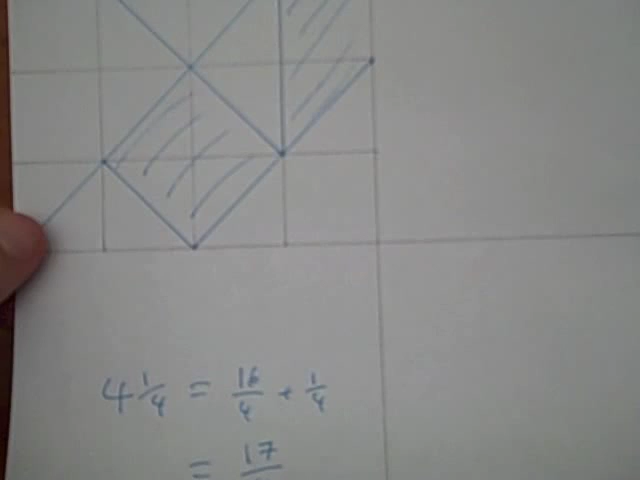 4 1/4 = 16/4 + 1/4
= 17/